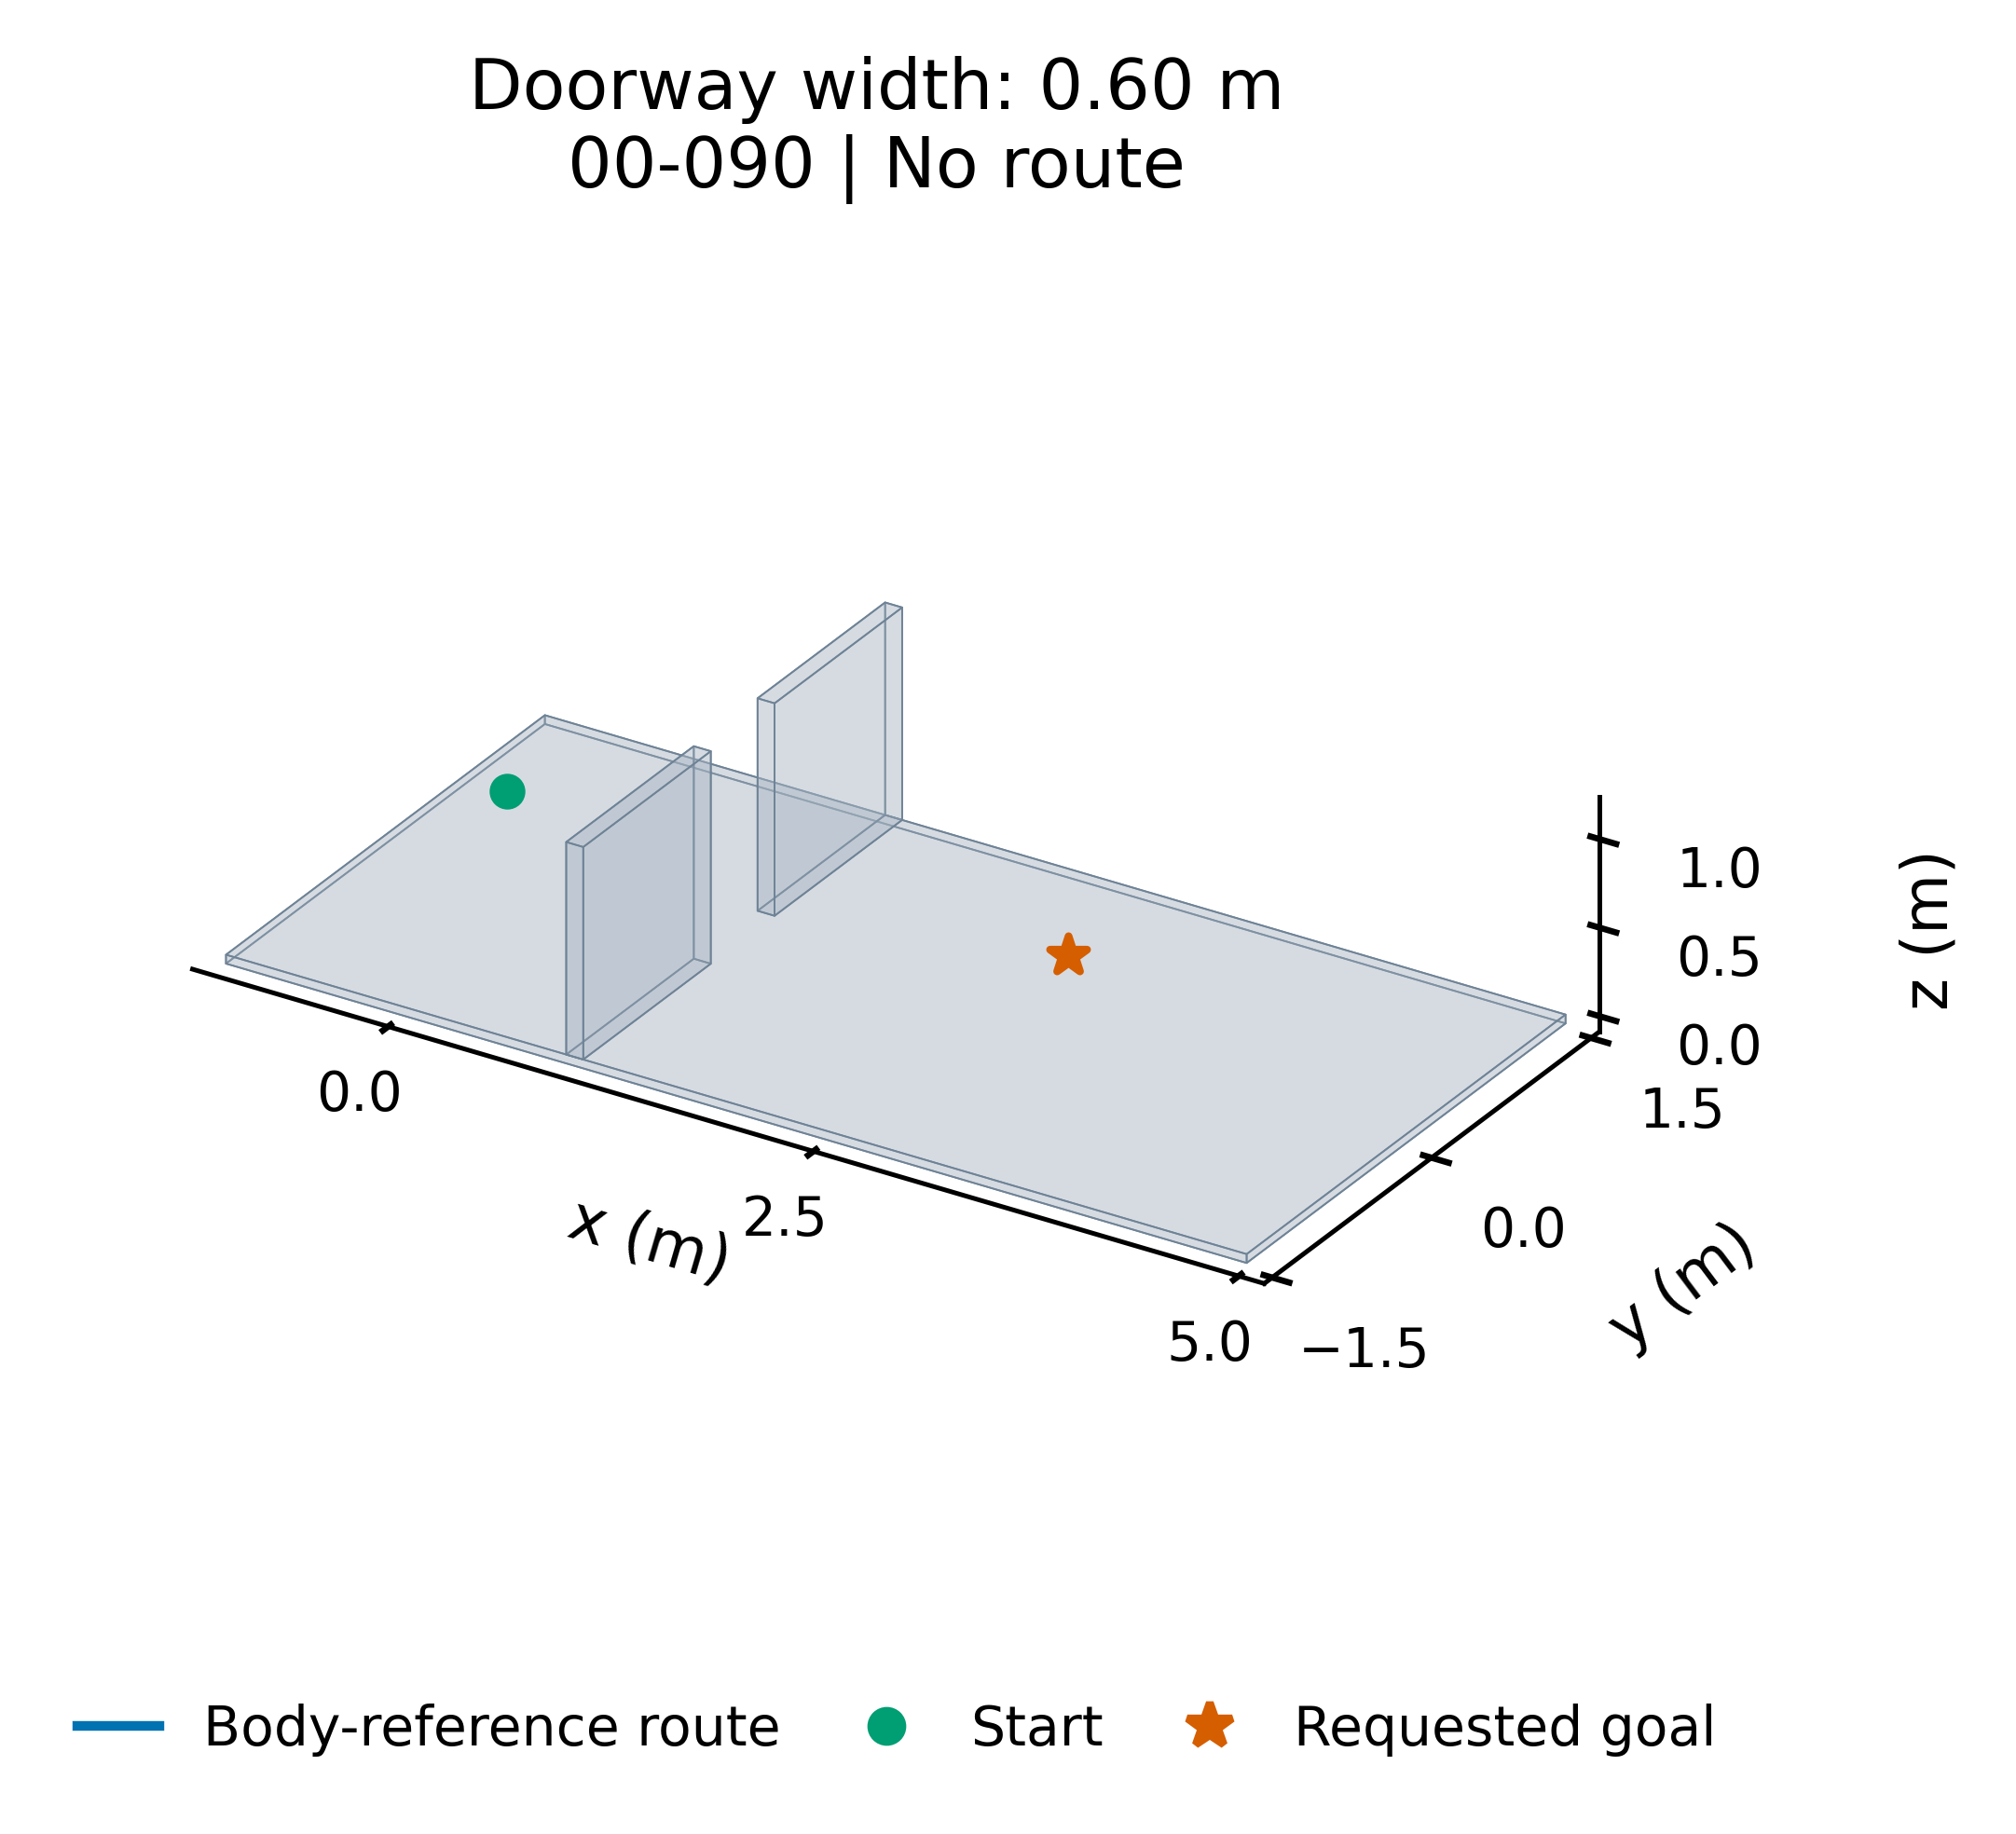 Doorway width: 0.60 m
00-090 | No route
1.0
0.5
0.0
z (m)
1.5
0.0
−1.5
y (m)
0.0
2.5
5.0
x (m)
Body-reference route
Start
Requested goal